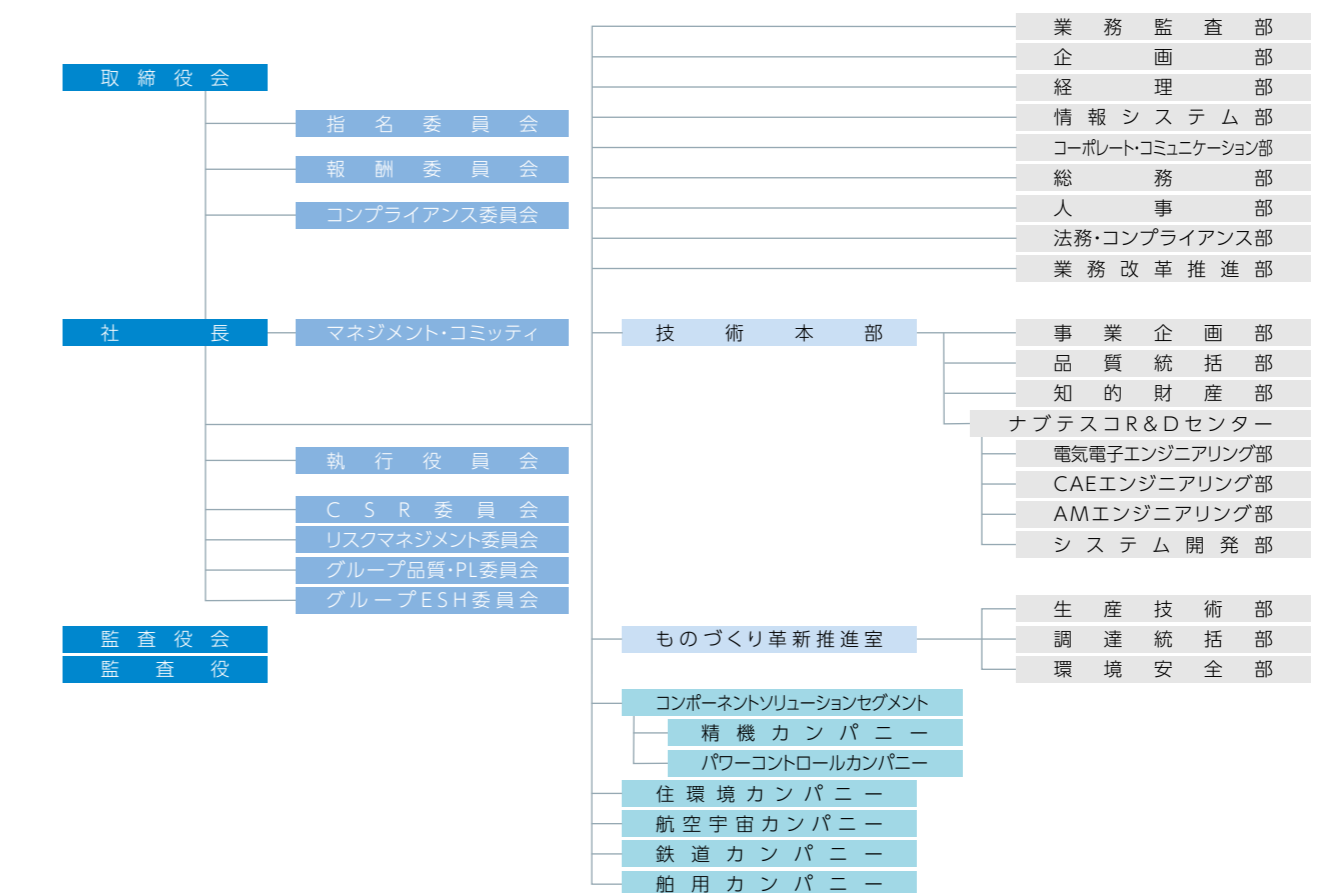 取締役会
指名委員会
報酬委員会
コンプライアンス委員会
社長
マネジメント・コミッティ
執行役員会
CSR委員会
リスクマネジメント委員会
グループ品質・PL委員会
グループESH委員会
監査役会
監査役
業務監査部
企画部
経理部
情報システム部
コーポレート・コミュニケーション部
総務部
人事部
法務・コンプライアンス部
業務改革推進部
技術本部
事業企画部
品質統括部
知的財産部
ナブテスコR&Dセンター
電気電子エンジニアリング部
CAEエンジニアリング部
AMエンジニアリング部
システム開発部
ものづくり革新推進室
生産技術部
調達統括部
環境安全部
コンポーネントソリューションセグメント
精機カンパニー
パワーコントロールカンパニー
住環境カンパニー
航空宇宙カンパニー
鉄道カンパニー
舶用カンパニー